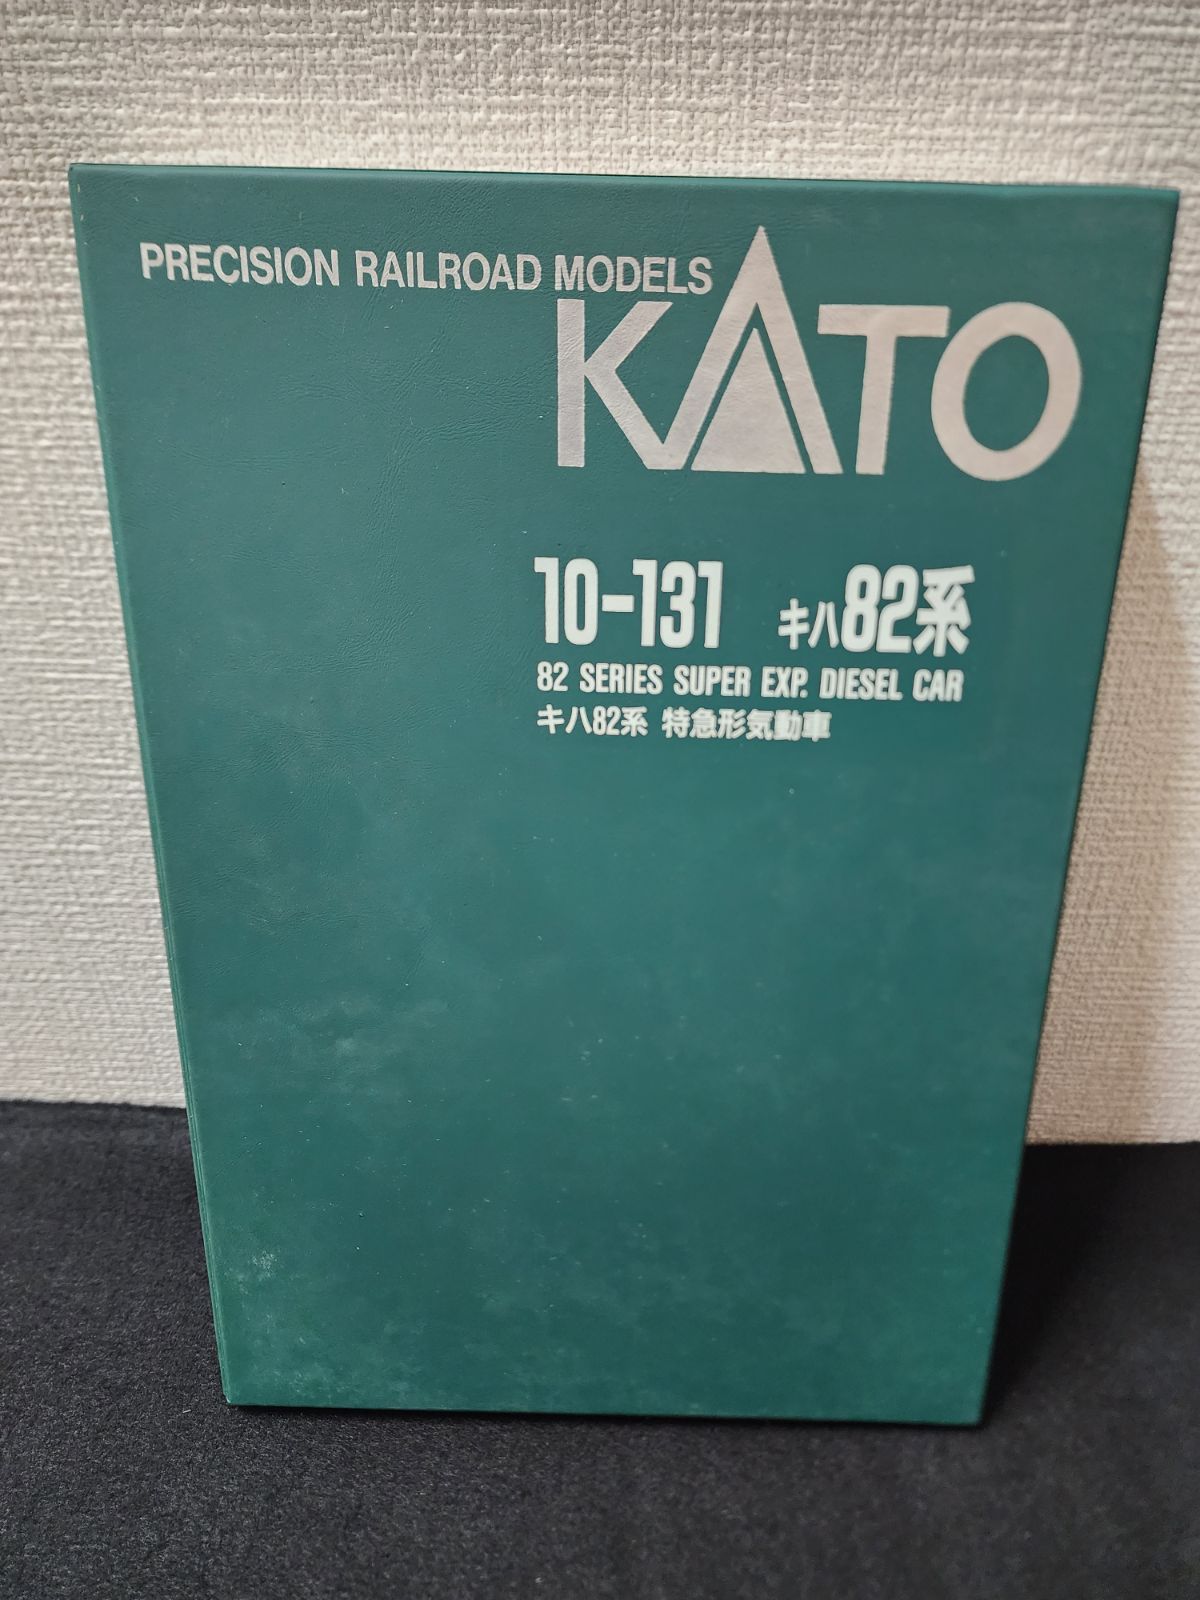 PRECISION RAILROAD MODELS
KATO
10-131 キハ82系
82 SERIES SUPER EXP. DIESEL CAR
キハ82系 特急形気動車